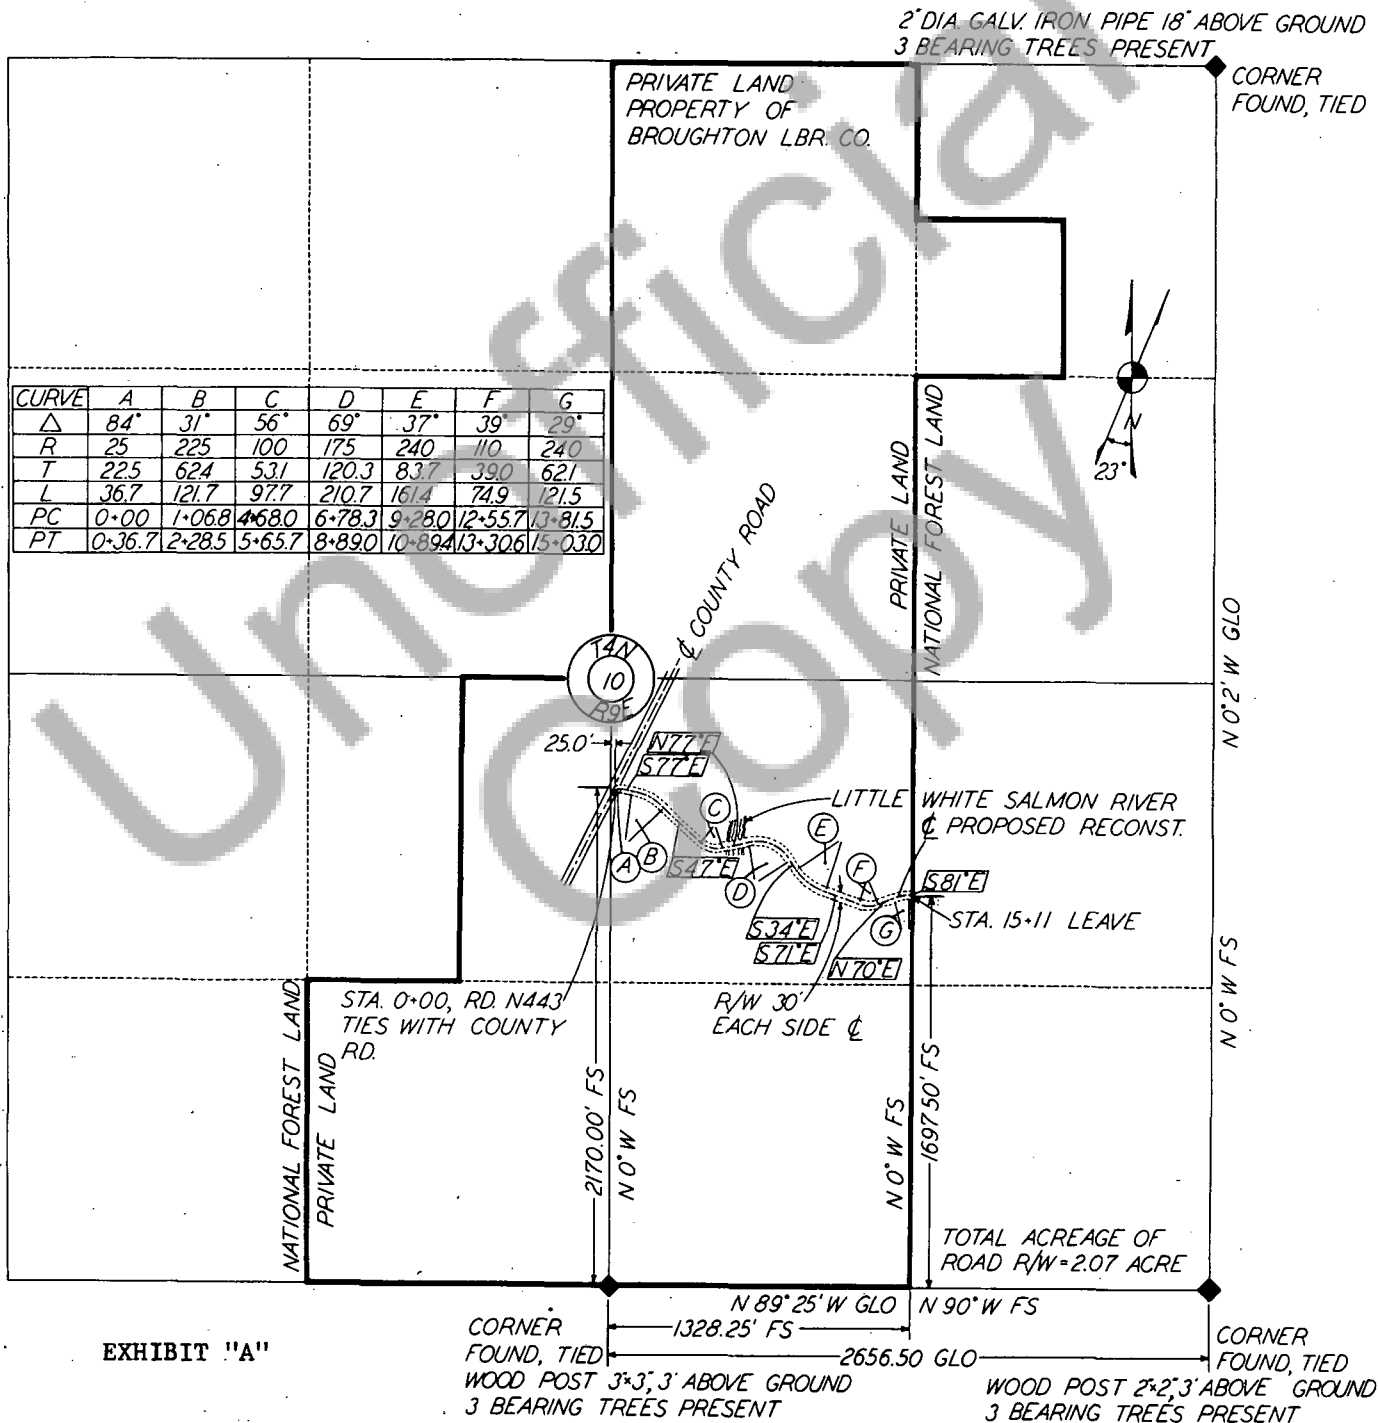 2" DIA. GALV. IRON PIPE 18" ABOVE GROUND
3 BEARING TREES PRESENT
CORNER
FOUND, TIED
PRIVATE LAND
PROPERTY OF
BROUGHTON LBR. CO.
CURVE A B C D E F G
△ 84° 31° 56° 69° 37° 39° 29°
R 25 225 100 175 240 110 240
T 22.5 62.4 53.1 120.3 83.7 39.0 62.1
L 36.7 121.7 97.7 210.7 161.4 74.9 121.5
PC 0+00 1+06.8 4+68.0 6+78.3 9+28.0 12+55.7 13+81.5
PT 0+36.7 2+28.5 5+65.7 8+89.0 10+89.4 13+30.6 15+03.0
N
23°
PRIVATE LAND
NATIONAL FOREST LAND
℄ COUNTY ROAD
T4N
10
R9E
N 0° 2' W GLO
N 0° W FS
25.0'
N77°E
S77°E
LITTLE WHITE SALMON RIVER
℄ PROPOSED RECONST.
A
B
C
D
E
F
G
S47°E
S81°E
STA. 15+11 LEAVE
S34°E
S71°E
N70°E
STA. 0+00, RD. N443
TIES WITH COUNTY
RD.
R/W 30'
EACH SIDE ℄
NATIONAL FOREST LAND
PRIVATE LAND
2170.00' FS
N 0° W FS
N 0° W FS
1697.50' FS
TOTAL ACREAGE OF
ROAD R/W = 2.07 ACRE
N 89° 25' W GLO
N 90° W FS
1328.25' FS
2656.50 GLO
EXHIBIT "A"
CORNER
FOUND, TIED
WOOD POST 3"x3", 3' ABOVE GROUND
3 BEARING TREES PRESENT
CORNER
FOUND, TIED
WOOD POST 2"x2", 3' ABOVE GROUND
3 BEARING TREES PRESENT
Unofficial
Copy